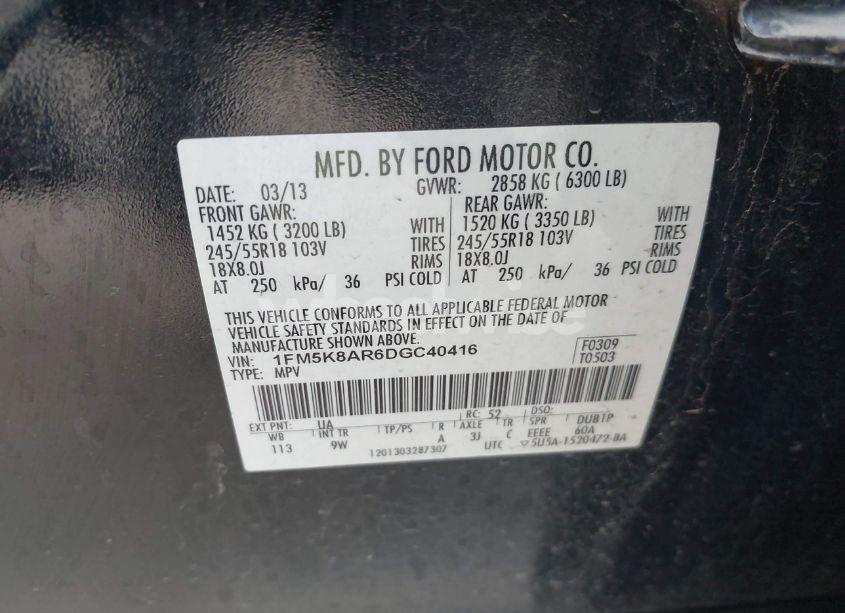 MFD. BY FORD MOTOR CO.
DATE: 03/13 GVWR: 2858 KG ( 6300 LB)
FRONT GAWR: REAR GAWR:
1452 KG ( 3200 LB) WITH 1520 KG ( 3350 LB) WITH
245/55R18 103V TIRES 245/55R18 103V TIRES
18X8.0J RIMS 18X8.0J RIMS
AT 250 kPa/ 36 PSI COLD AT 250 kPa/ 36 PSI COLD
THIS VEHICLE CONFORMS TO ALL APPLICABLE FEDERAL MOTOR
VEHICLE SAFETY STANDARDS IN EFFECT ON THE DATE OF
MANUFACTURE SHOWN ABOVE.
VIN: 1FM5K8AR6DGC40416 F0309
TYPE: MPV T0503
EXT PNT: UA RC: 52 DSO:
WB INT TR TP/PS R AXLE TR SPR DUB1P
113 9W A 3J C EEEE 60A
1201303287307 UTC ▽5U5A-1520472-BA